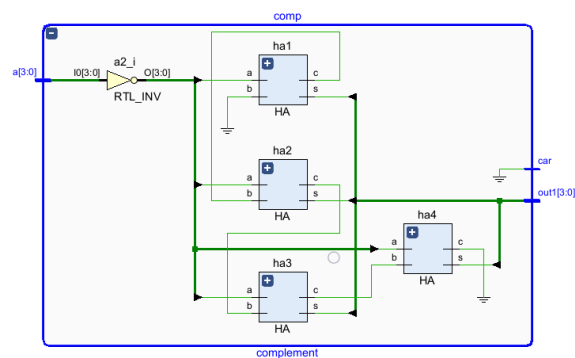 comp
a[3:0]
I0[3:0]
a2_i
O[3:0]
RTL_INV
ha1
a
b
c
s
HA
ha2
a
b
c
s
HA
car
out1[3:0]
ha4
a
b
c
s
HA
ha3
a
b
c
s
HA
complement